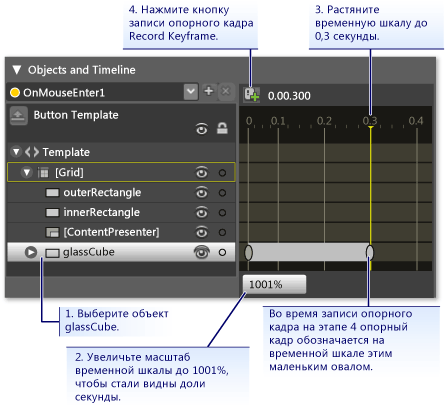 4. Нажмите кнопку
записи опорного кадра
Record Keyframe.
3. Растяните
временную шкалу до
0,3 секунды.
Objects and Timeline
OnMouseEnter1
0.00.300
Button Template
0 0.1 0.2 0.3 0.4
Template
[Grid]
outerRectangle
innerRectangle
[ContentPresenter]
glassCube
1001%
1. Выберите объект
glassCube.
2. Увеличьте масштаб
временной шкалы до 1001%,
чтобы стали видны доли
секунды.
Во время записи опорного
кадра на этапе 4 опорный
кадр обозначается на
временной шкале этим
маленьким овалом.